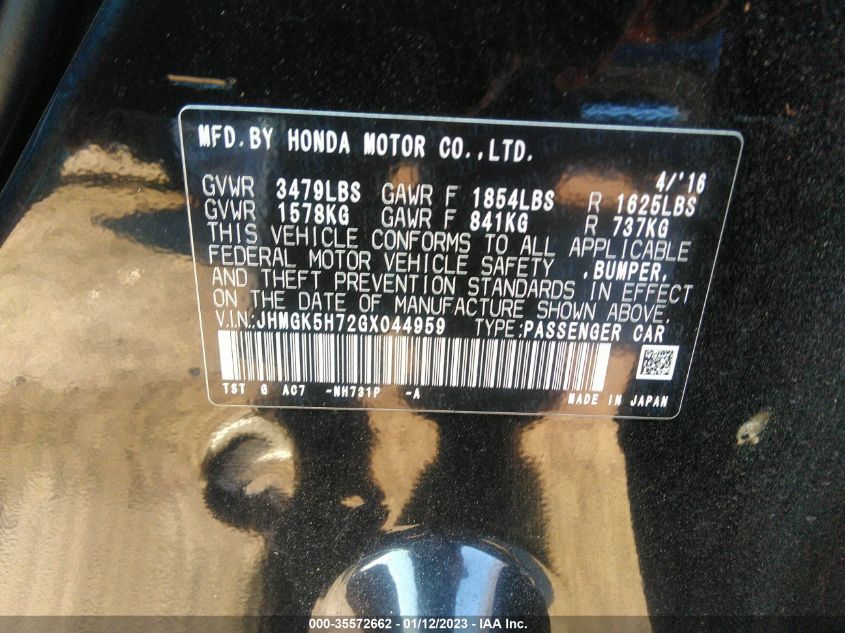 MFD.BY HONDA MOTOR CO.,LTD.
4/'16
GVWR 3479LBS GAWR F 1854LBS R 1625LBS
GVWR 1578KG GAWR F 841KG R 737KG
THIS VEHICLE CONFORMS TO ALL APPLICABLE
FEDERAL MOTOR VEHICLE SAFETY ,BUMPER,
AND THEFT PREVENTION STANDARDS IN EFFECT
ON THE DATE OF MANUFACTURE SHOWN ABOVE.
V.I.N:JHMGK5H72GX044959 TYPE:PASSENGER CAR
TST G AC7 -NH731P -A MADE IN JAPAN
000-35572662 - 01/12/2023 - IAA Inc.